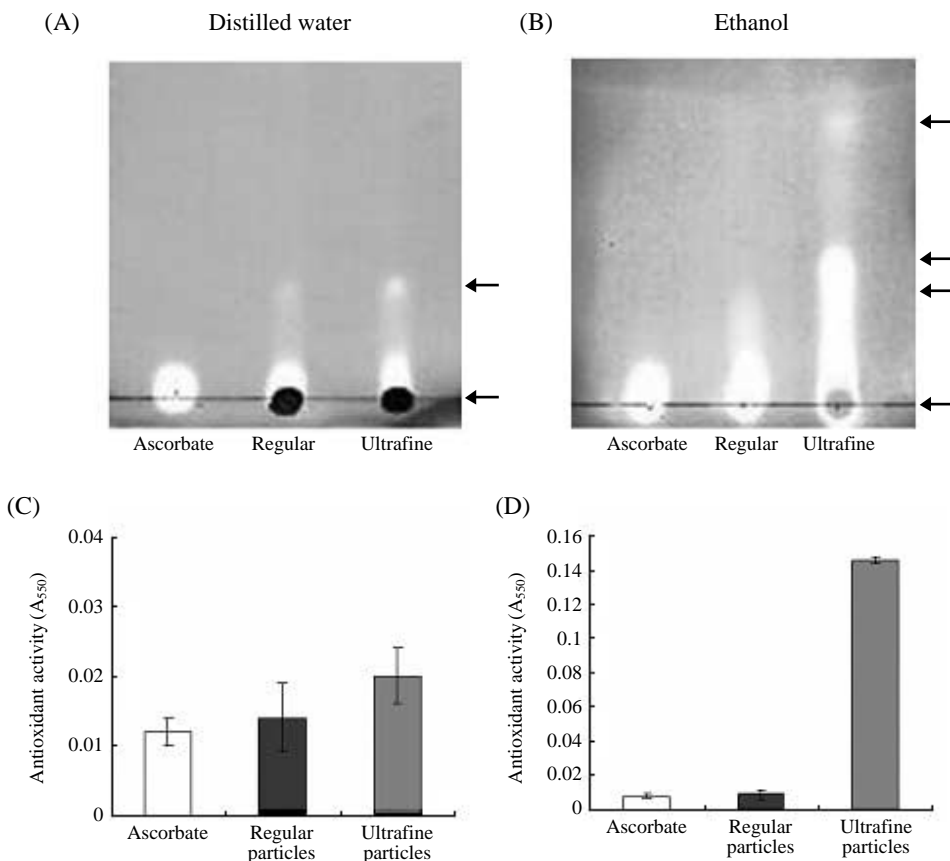 (A) Distilled water
(B) Ethanol
Ascorbate Regular Ultrafine
Ascorbate Regular Ultrafine
(C)
Antioxidant activity (A550)
0.04
0.03
0.02
0.01
0
Ascorbate Regular particles Ultrafine particles
(D)
Antioxidant activity (A550)
0.16
0.14
0.12
0.1
0.08
0.06
0.04
0.02
0
Ascorbate Regular particles Ultrafine particles